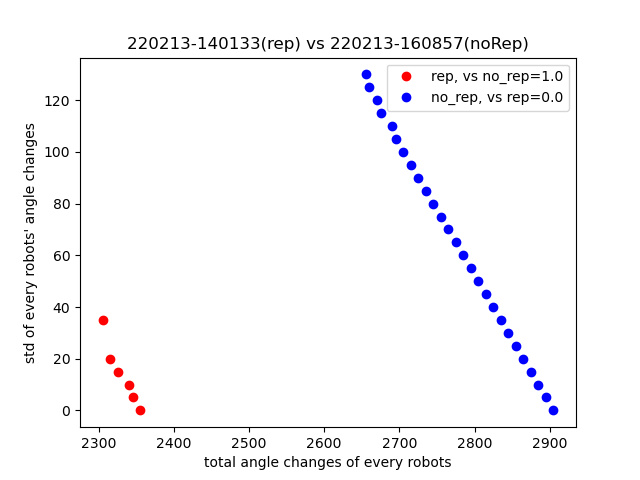 220213-140133(rep) vs 220213-160857(noRep)
rep, vs no_rep=1.0
no_rep, vs rep=0.0
std of every robots' angle changes
120
100
80
60
40
20
0
2300 2400 2500 2600 2700 2800 2900
total angle changes of every robots